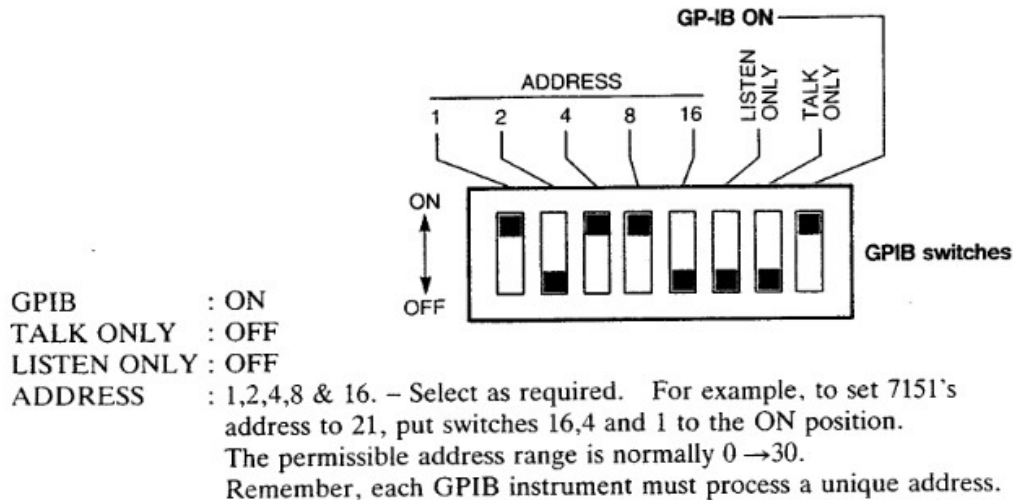 GP-IB ON
ADDRESS
1 2 4 8 16 LISTEN ONLY TALK ONLY
ON
OFF
GPIB switches
GPIB : ON
TALK ONLY : OFF
LISTEN ONLY : OFF
ADDRESS : 1,2,4,8 & 16. – Select as required. For example, to set 7151's
address to 21, put switches 16,4 and 1 to the ON position.
The permissible address range is normally 0 →30.
Remember, each GPIB instrument must process a unique address.